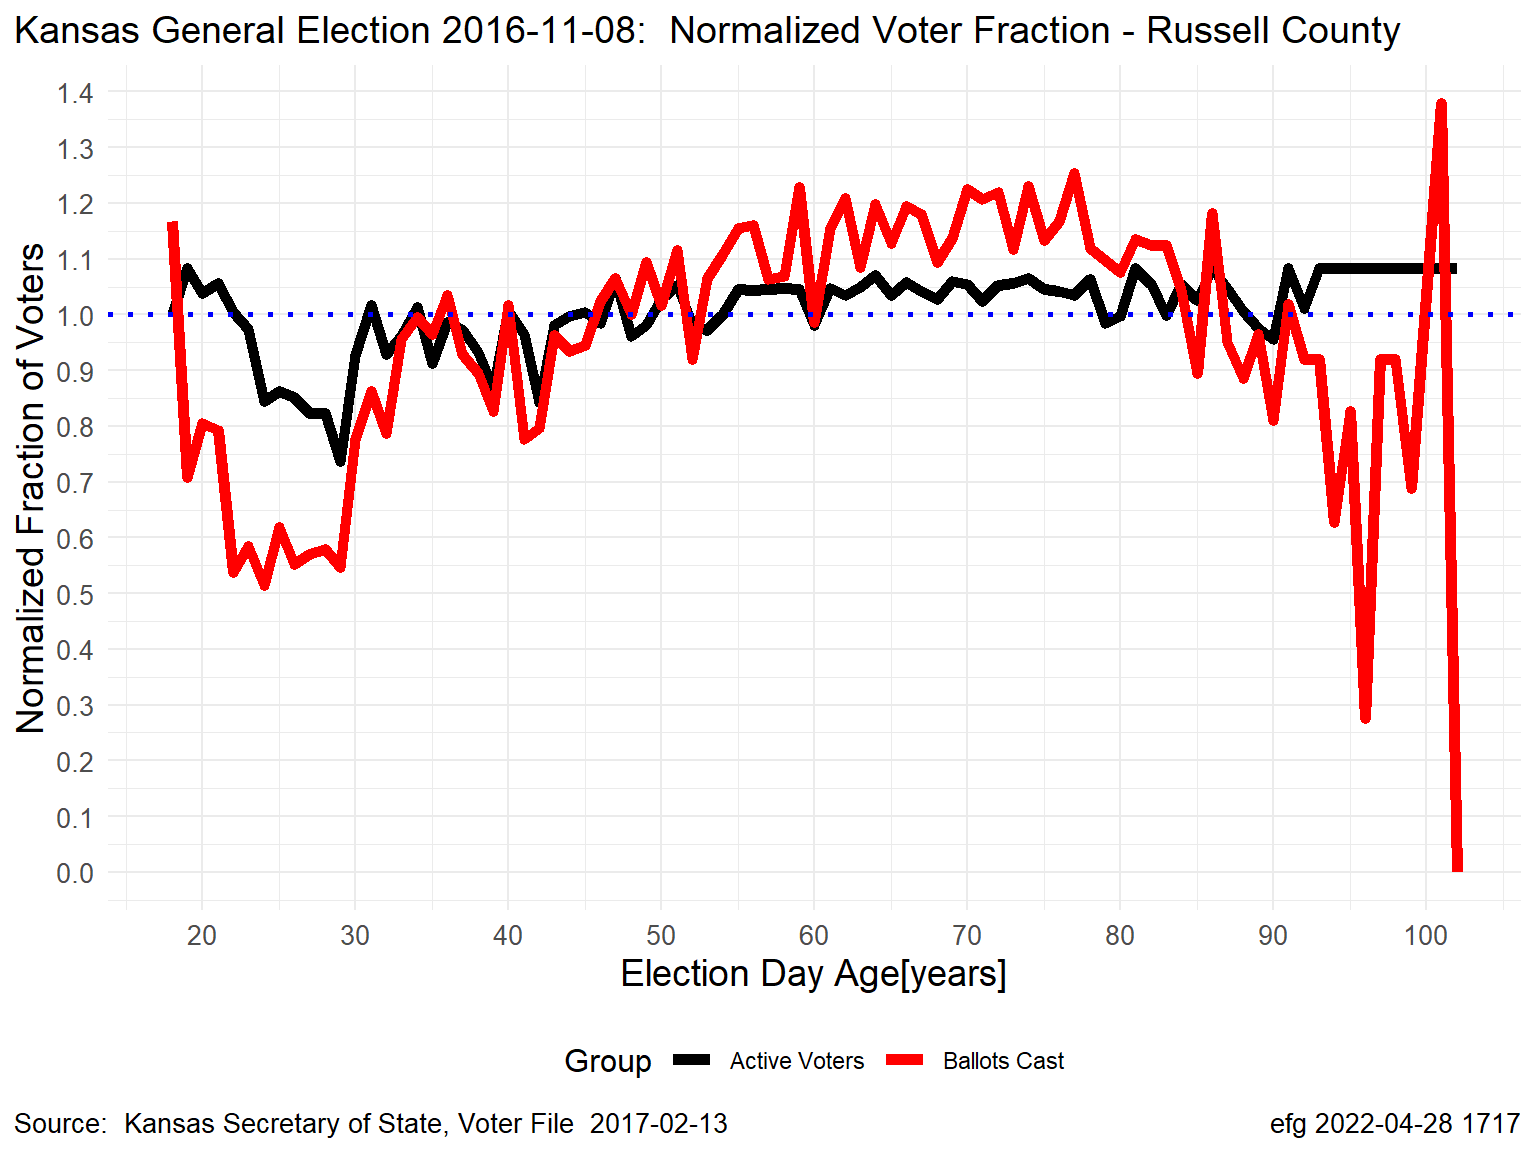 Kansas General Election 2016-11-08:  Normalized Voter Fraction - Russell County
Normalized Fraction of Voters
1.4
1.3
1.2
1.1
1.0
0.9
0.8
0.7
0.6
0.5
0.4
0.3
0.2
0.1
0.0
20 30 40 50 60 70 80 90 100
Election Day Age[years]
Group Active Voters Ballots Cast
Source:  Kansas Secretary of State, Voter File  2017-02-13 efg 2022-04-28 1717